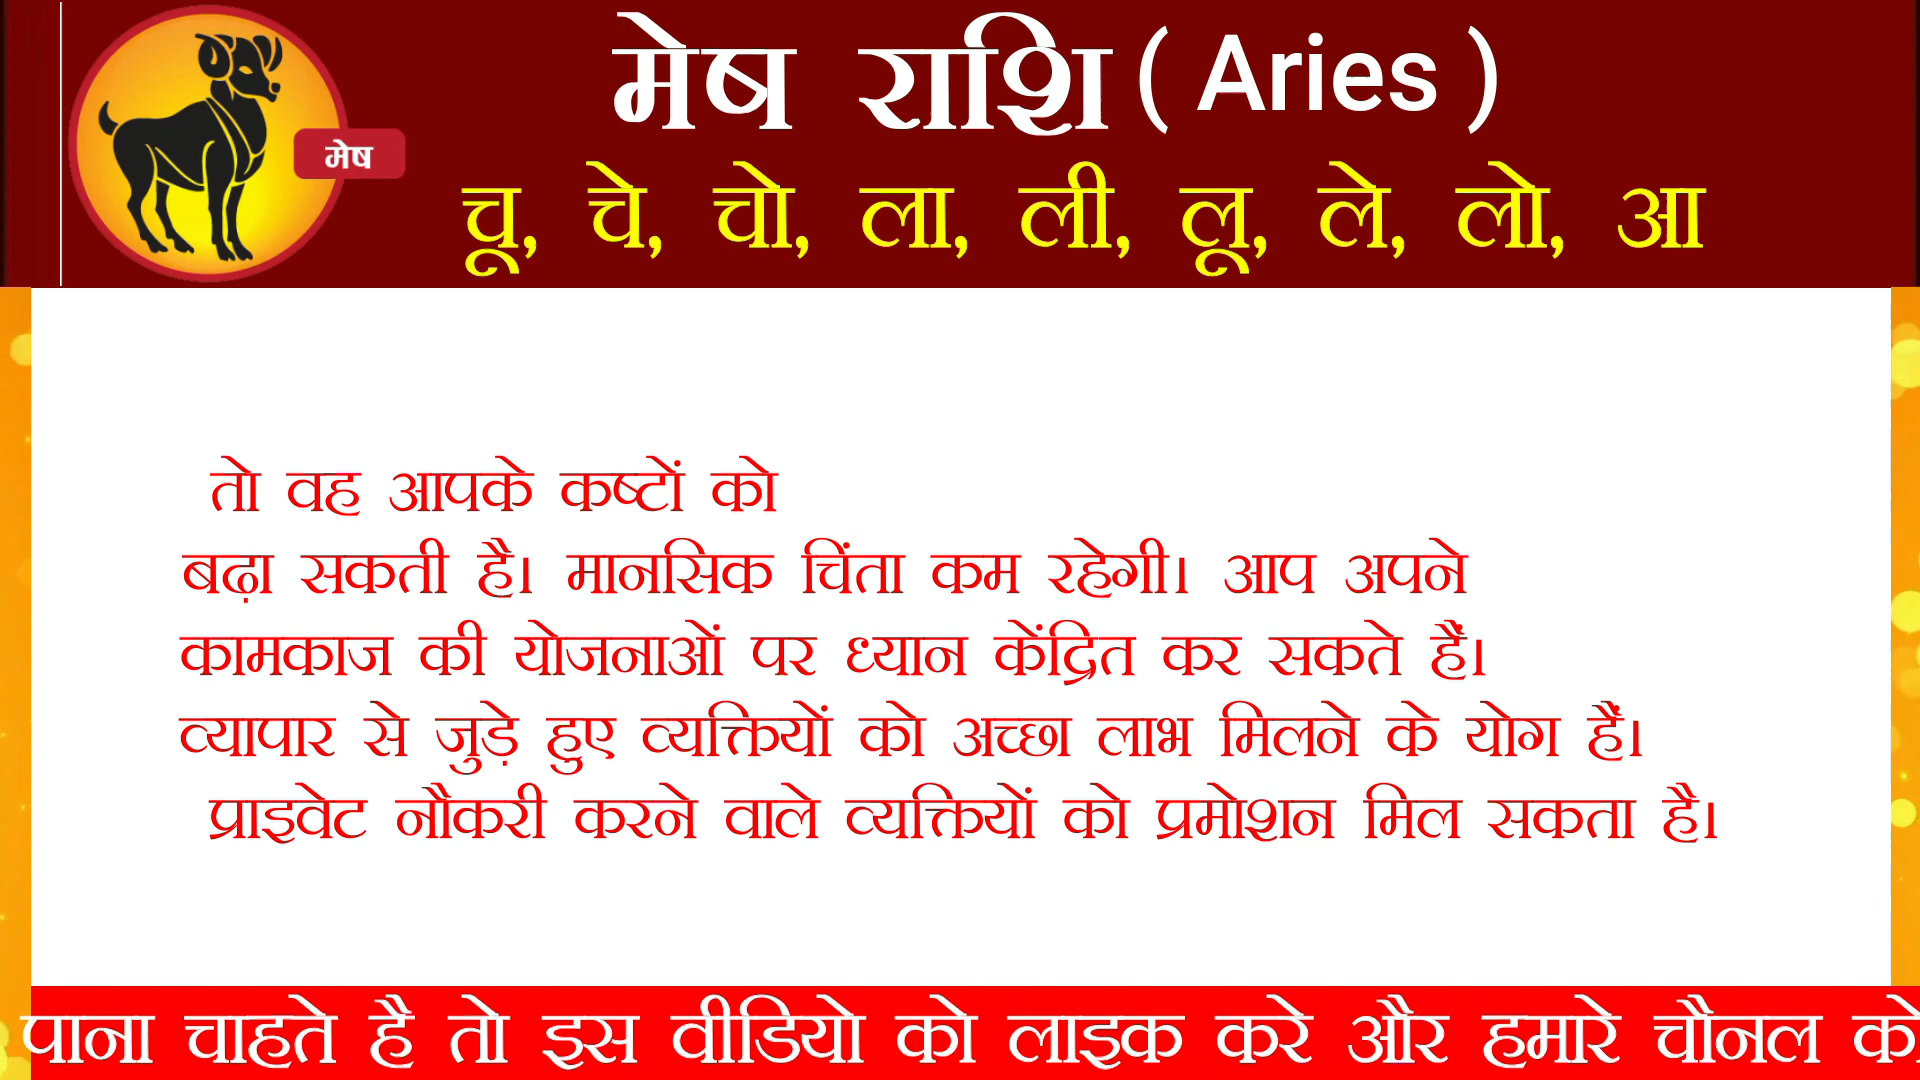 मेष राशि ( Aries )
मेष
चू, चे, चो, ला, ली, लू, ले, लो, आ
तो वह आपके कष्टों को
बढ़ा सकती है। मानसिक चिंता कम रहेगी। आप अपने
कामकाज की योजनाओं पर ध्यान केंद्रित कर सकते हैं।
व्यापार से जुड़े हुए व्यक्तियों को अच्छा लाभ मिलने के योग हैं।
प्राइवेट नौकरी करने वाले व्यक्तियों को प्रमोशन मिल सकता है।
पाना चाहते है तो इस वीडियो को लाइक करे और हमारे चौनल को